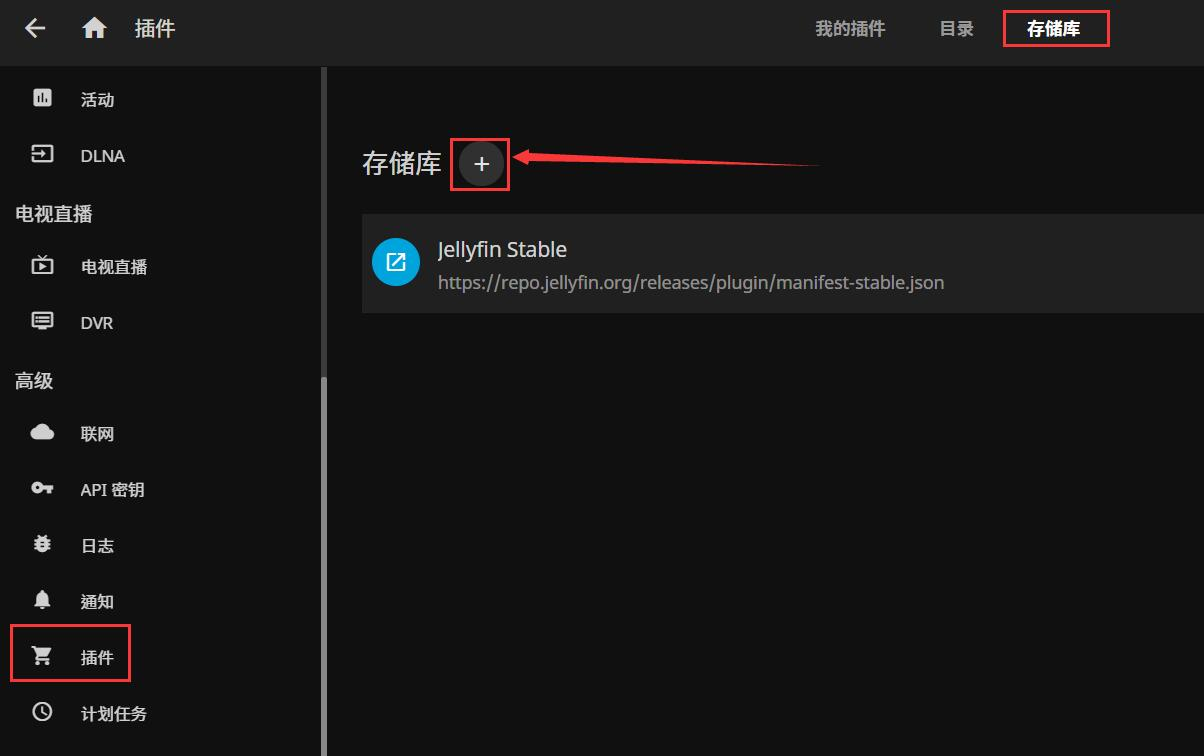 插件
我的插件
目录
存储库
活动
DLNA
电视直播
电视直播
DVR
高级
联网
API 密钥
日志
通知
插件
计划任务
存储库
Jellyfin Stable
https://repo.jellyfin.org/releases/plugin/manifest-stable.json